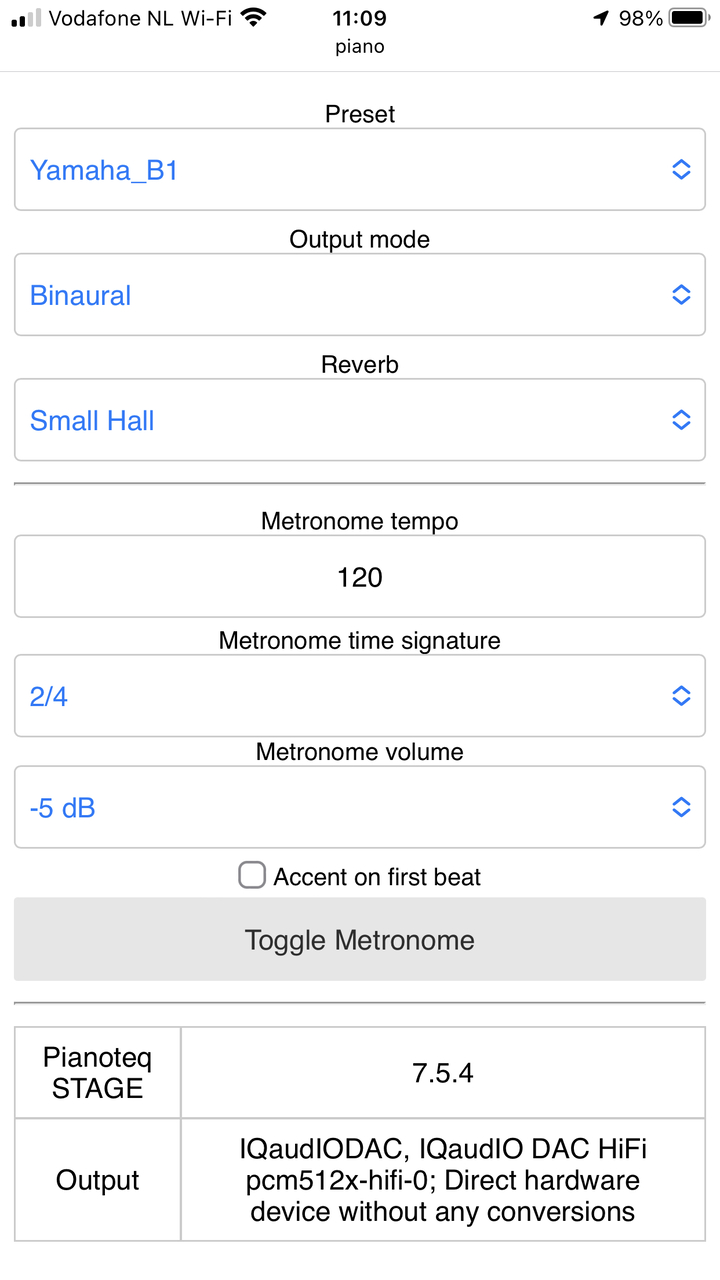 Vodafone NL Wi-Fi 11:09 98%
piano
Preset
Yamaha_B1
Output mode
Binaural
Reverb
Small Hall
Metronome tempo
120
Metronome time signature
2/4
Metronome volume
-5 dB
Accent on first beat
Toggle Metronome
Pianoteq
STAGE
7.5.4
Output
IQaudIODAC, IQaudIO DAC HiFi
pcm512x-hifi-0; Direct hardware
device without any conversions